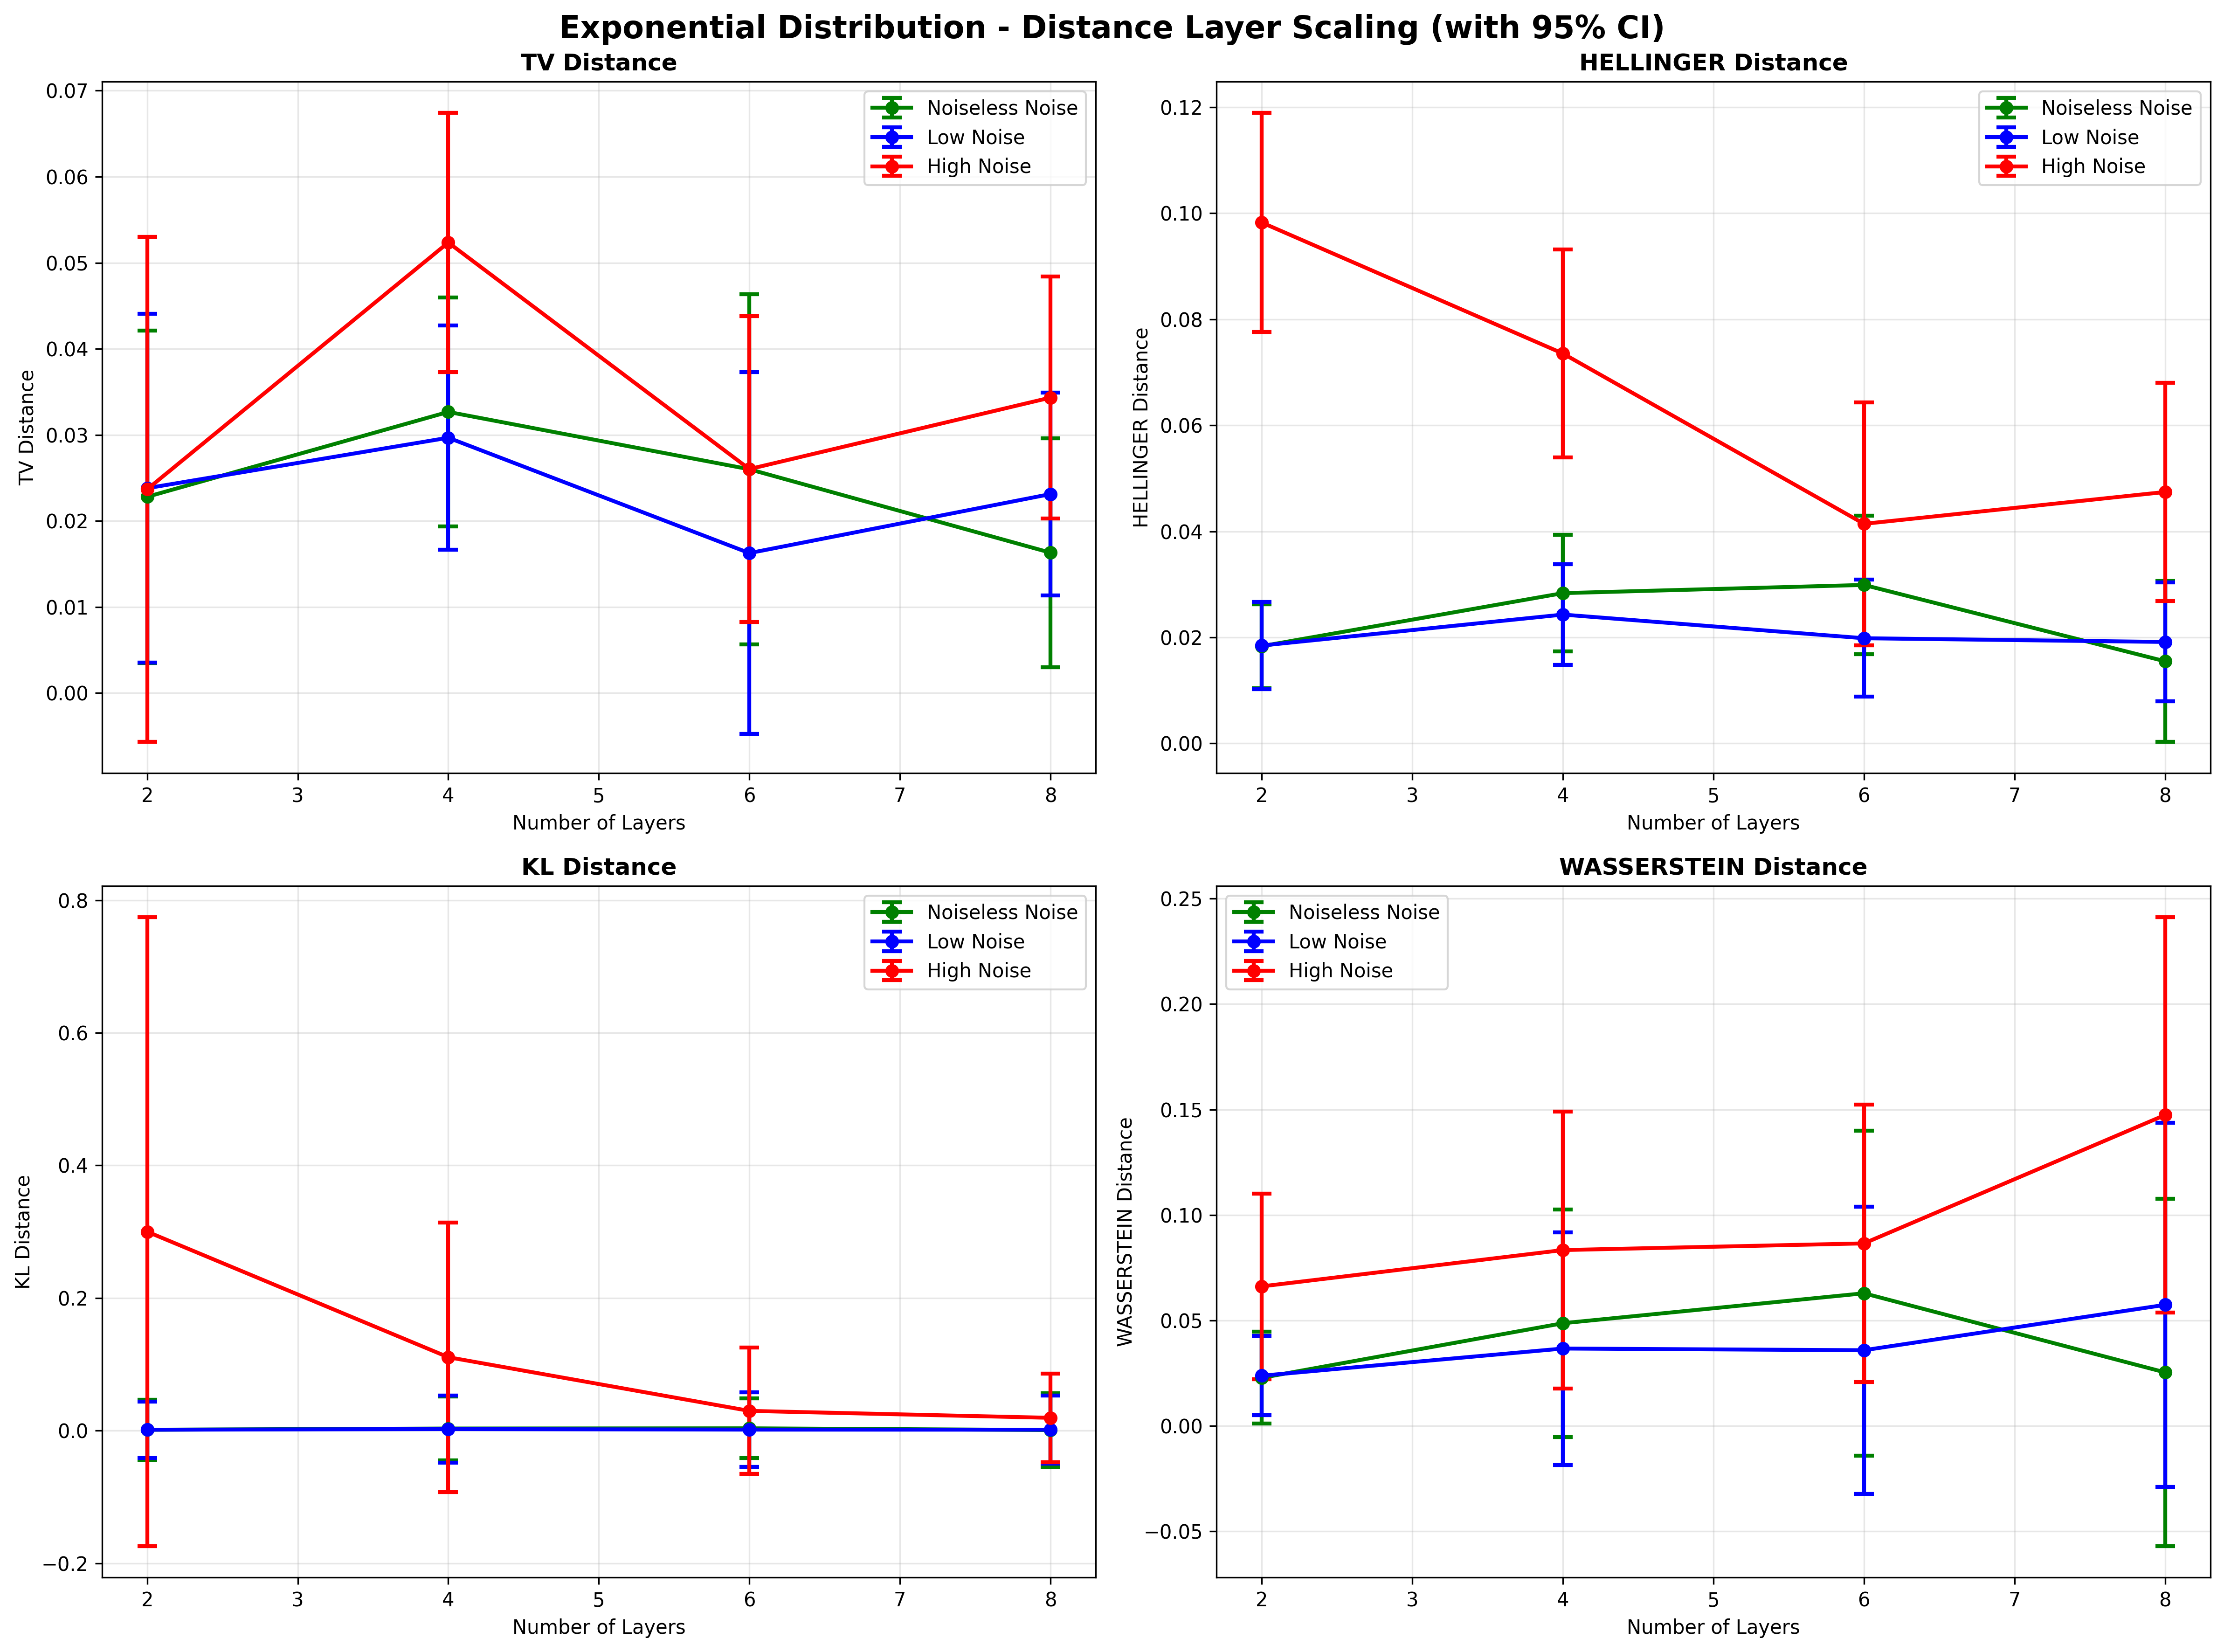 Exponential Distribution - Distance Layer Scaling (with 95% CI)
TV Distance
Noiseless Noise
Low Noise
High Noise
0.07
0.06
0.05
0.04
0.03
0.02
0.01
0.00
TV Distance
2 3 4 5 6 7 8
Number of Layers
HELLINGER Distance
Noiseless Noise
Low Noise
High Noise
0.12
0.10
0.08
0.06
0.04
0.02
0.00
HELLINGER Distance
2 3 4 5 6 7 8
Number of Layers
KL Distance
Noiseless Noise
Low Noise
High Noise
0.8
0.6
0.4
0.2
0.0
−0.2
KL Distance
2 3 4 5 6 7 8
Number of Layers
WASSERSTEIN Distance
Noiseless Noise
Low Noise
High Noise
0.25
0.20
0.15
0.10
0.05
0.00
−0.05
WASSERSTEIN Distance
2 3 4 5 6 7 8
Number of Layers